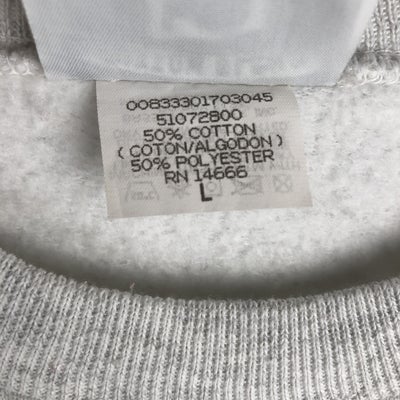 00833301703045
51072800
50% COTTON
(COTON/ALGODON)
50% POLYESTER
RN 14666
L